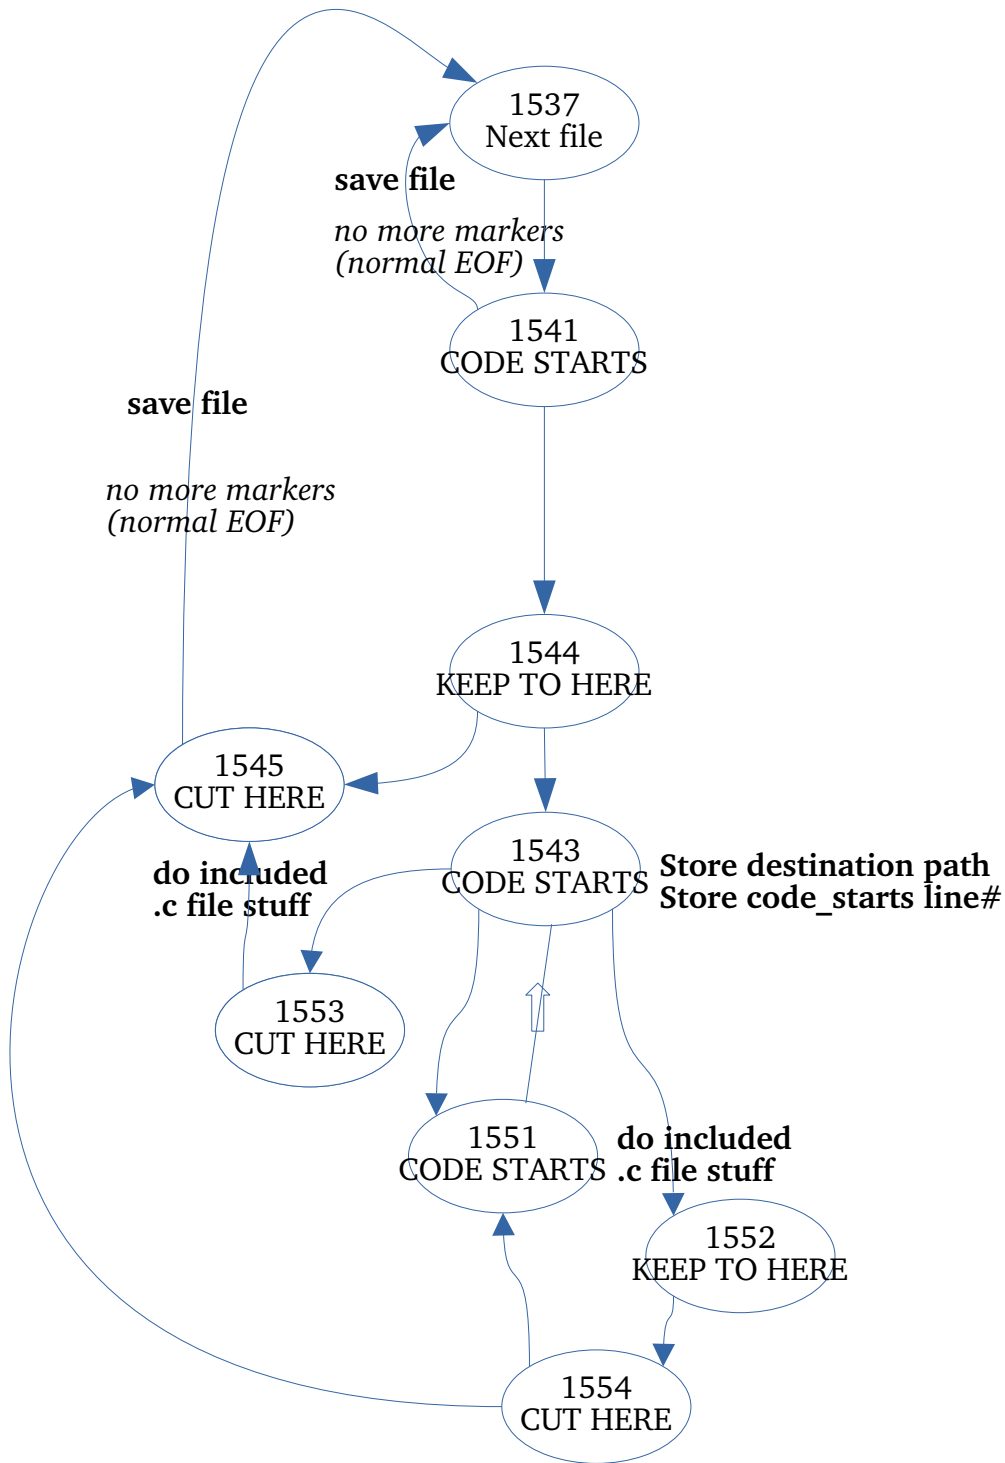 1537
Next file
save file
no more markers
(normal EOF)
1541
CODE STARTS
save file
no more markers
(normal EOF)
1544
KEEP TO HERE
1545
CUT HERE
1543
CODE STARTS
Store destination path
Store code_starts line#
do included
.c file stuff
1553
CUT HERE
1551
CODE STARTS
do included
.c file stuff
1552
KEEP TO HERE
1554
CUT HERE